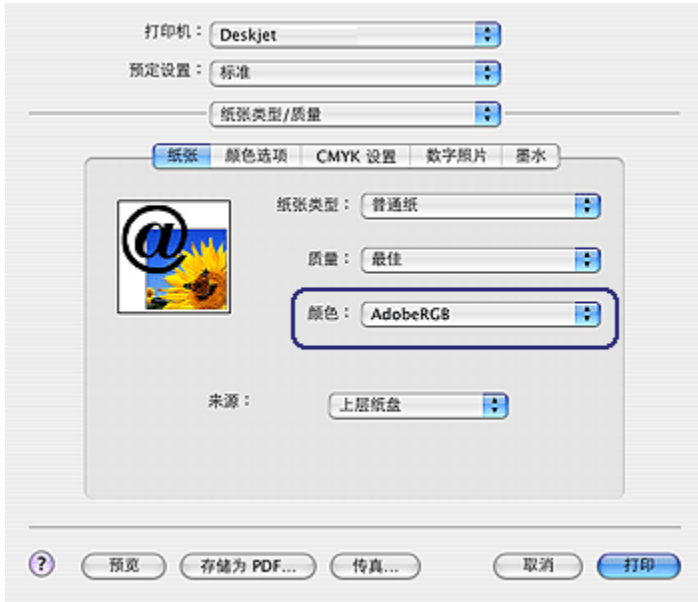 打印机： Deskjet
预定设置： 标准
纸张类型/质量
纸张 颜色选项 CMYK 设置 数字照片 墨水
纸张类型： 普通纸
@
质量： 最佳
颜色： AdobeRGB
来源： 上层纸盘
? 预览 存储为 PDF... 传真... 取消 打印